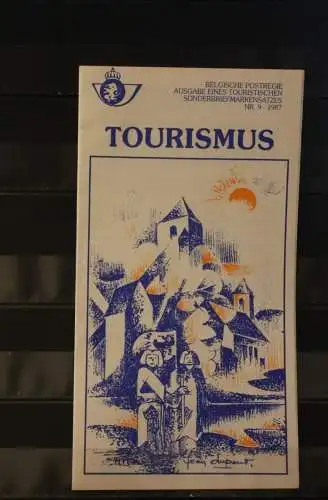 BELGISCHE POSTREGIE
AUSGABE EINES TOURISTISCHEN
SONDERBRIEFMARKENSATZES
NR. 9 - 1987
TOURISMUS